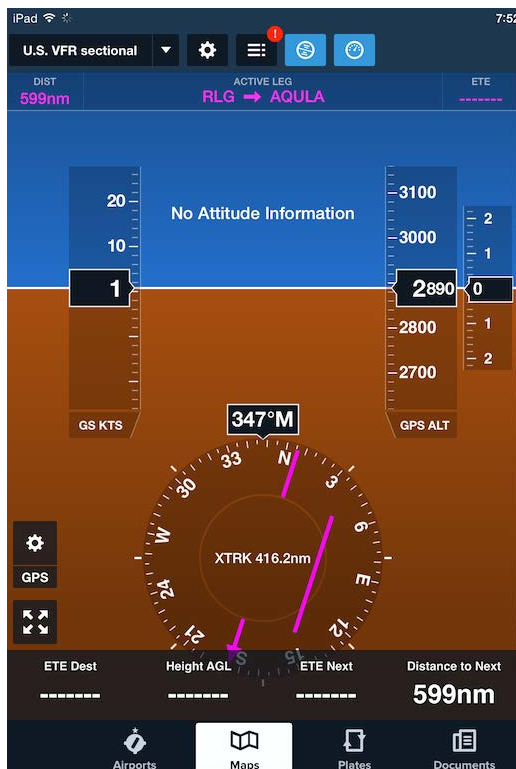 iPad 7:52
U.S. VFR sectional
!
DIST ACTIVE LEG ETE
599nm RLG → AQULA -------
No Attitude Information
20
10
1
GS KTS
3100
3000
2890
2800
2700
GPS ALT
2
1
0
1
2
347°M
N
3
6
E
12
15
S
21
24
W
30
33
XTRK 416.2nm
GPS
ETE Dest Height AGL ETE Next Distance to Next
------- ------- ------- 599nm
Airports Maps Plates Documents